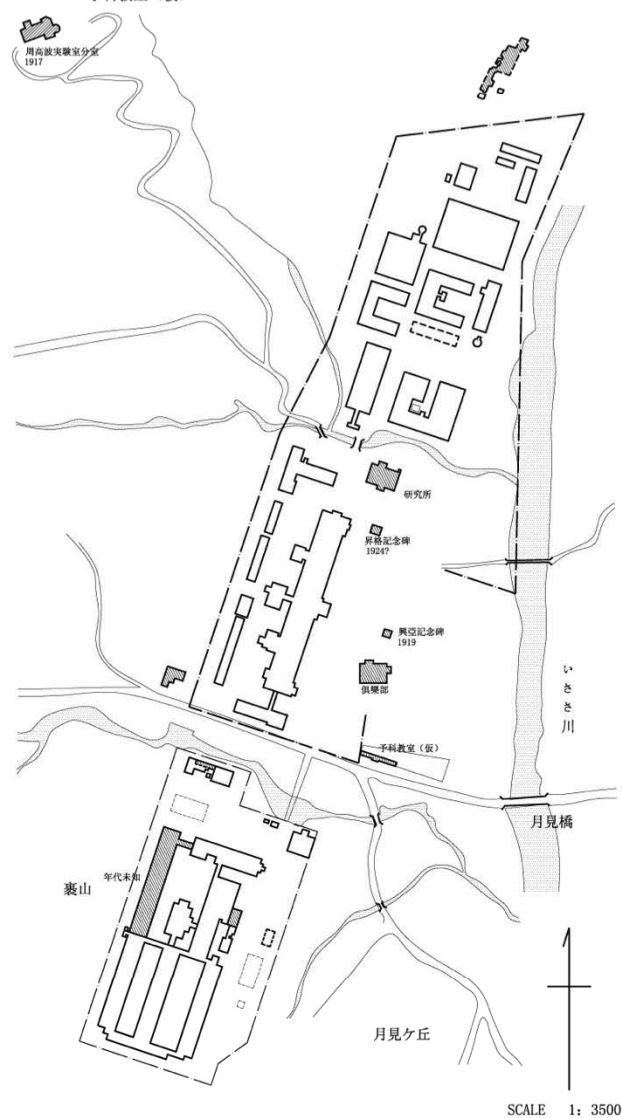 周高波実験室分室
1917
研究所
昇格記念碑
1924?
興亞記念碑
1919
倶樂部
いささ川
予科教室（仮）
月見橋
年代未知
裏山
月見ケ丘
SCALE 1: 3500